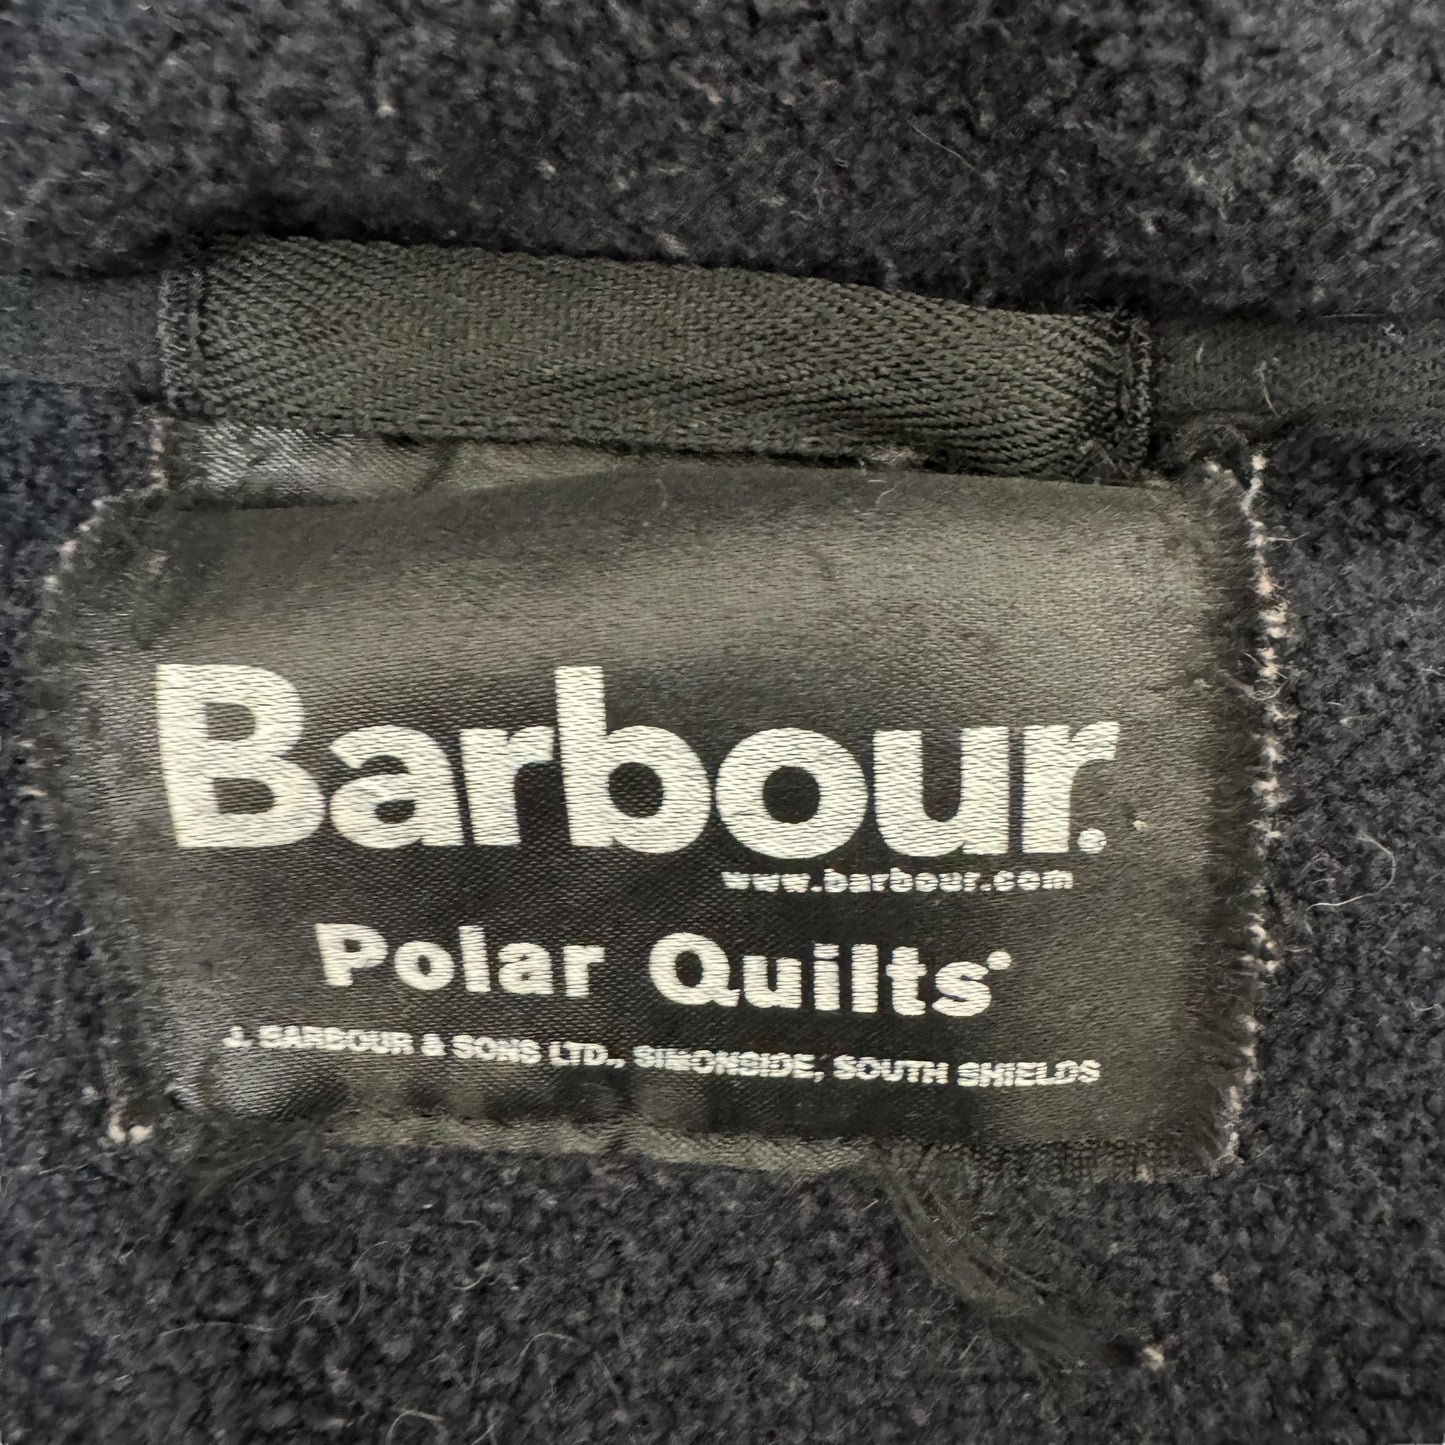 Barbour®
www.barbour.com
Polar Quilts
J. BARBOUR & SONS LTD., SIMONSIDE, SOUTH SHIELDS